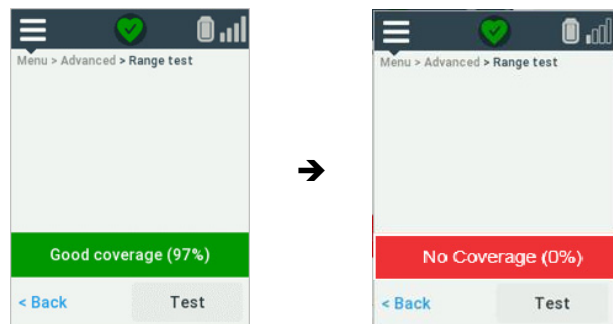 Menu > Advanced > Range test
Good coverage (97%)
< Back Test
Menu > Advanced > Range test
No Coverage (0%)
< Back Test